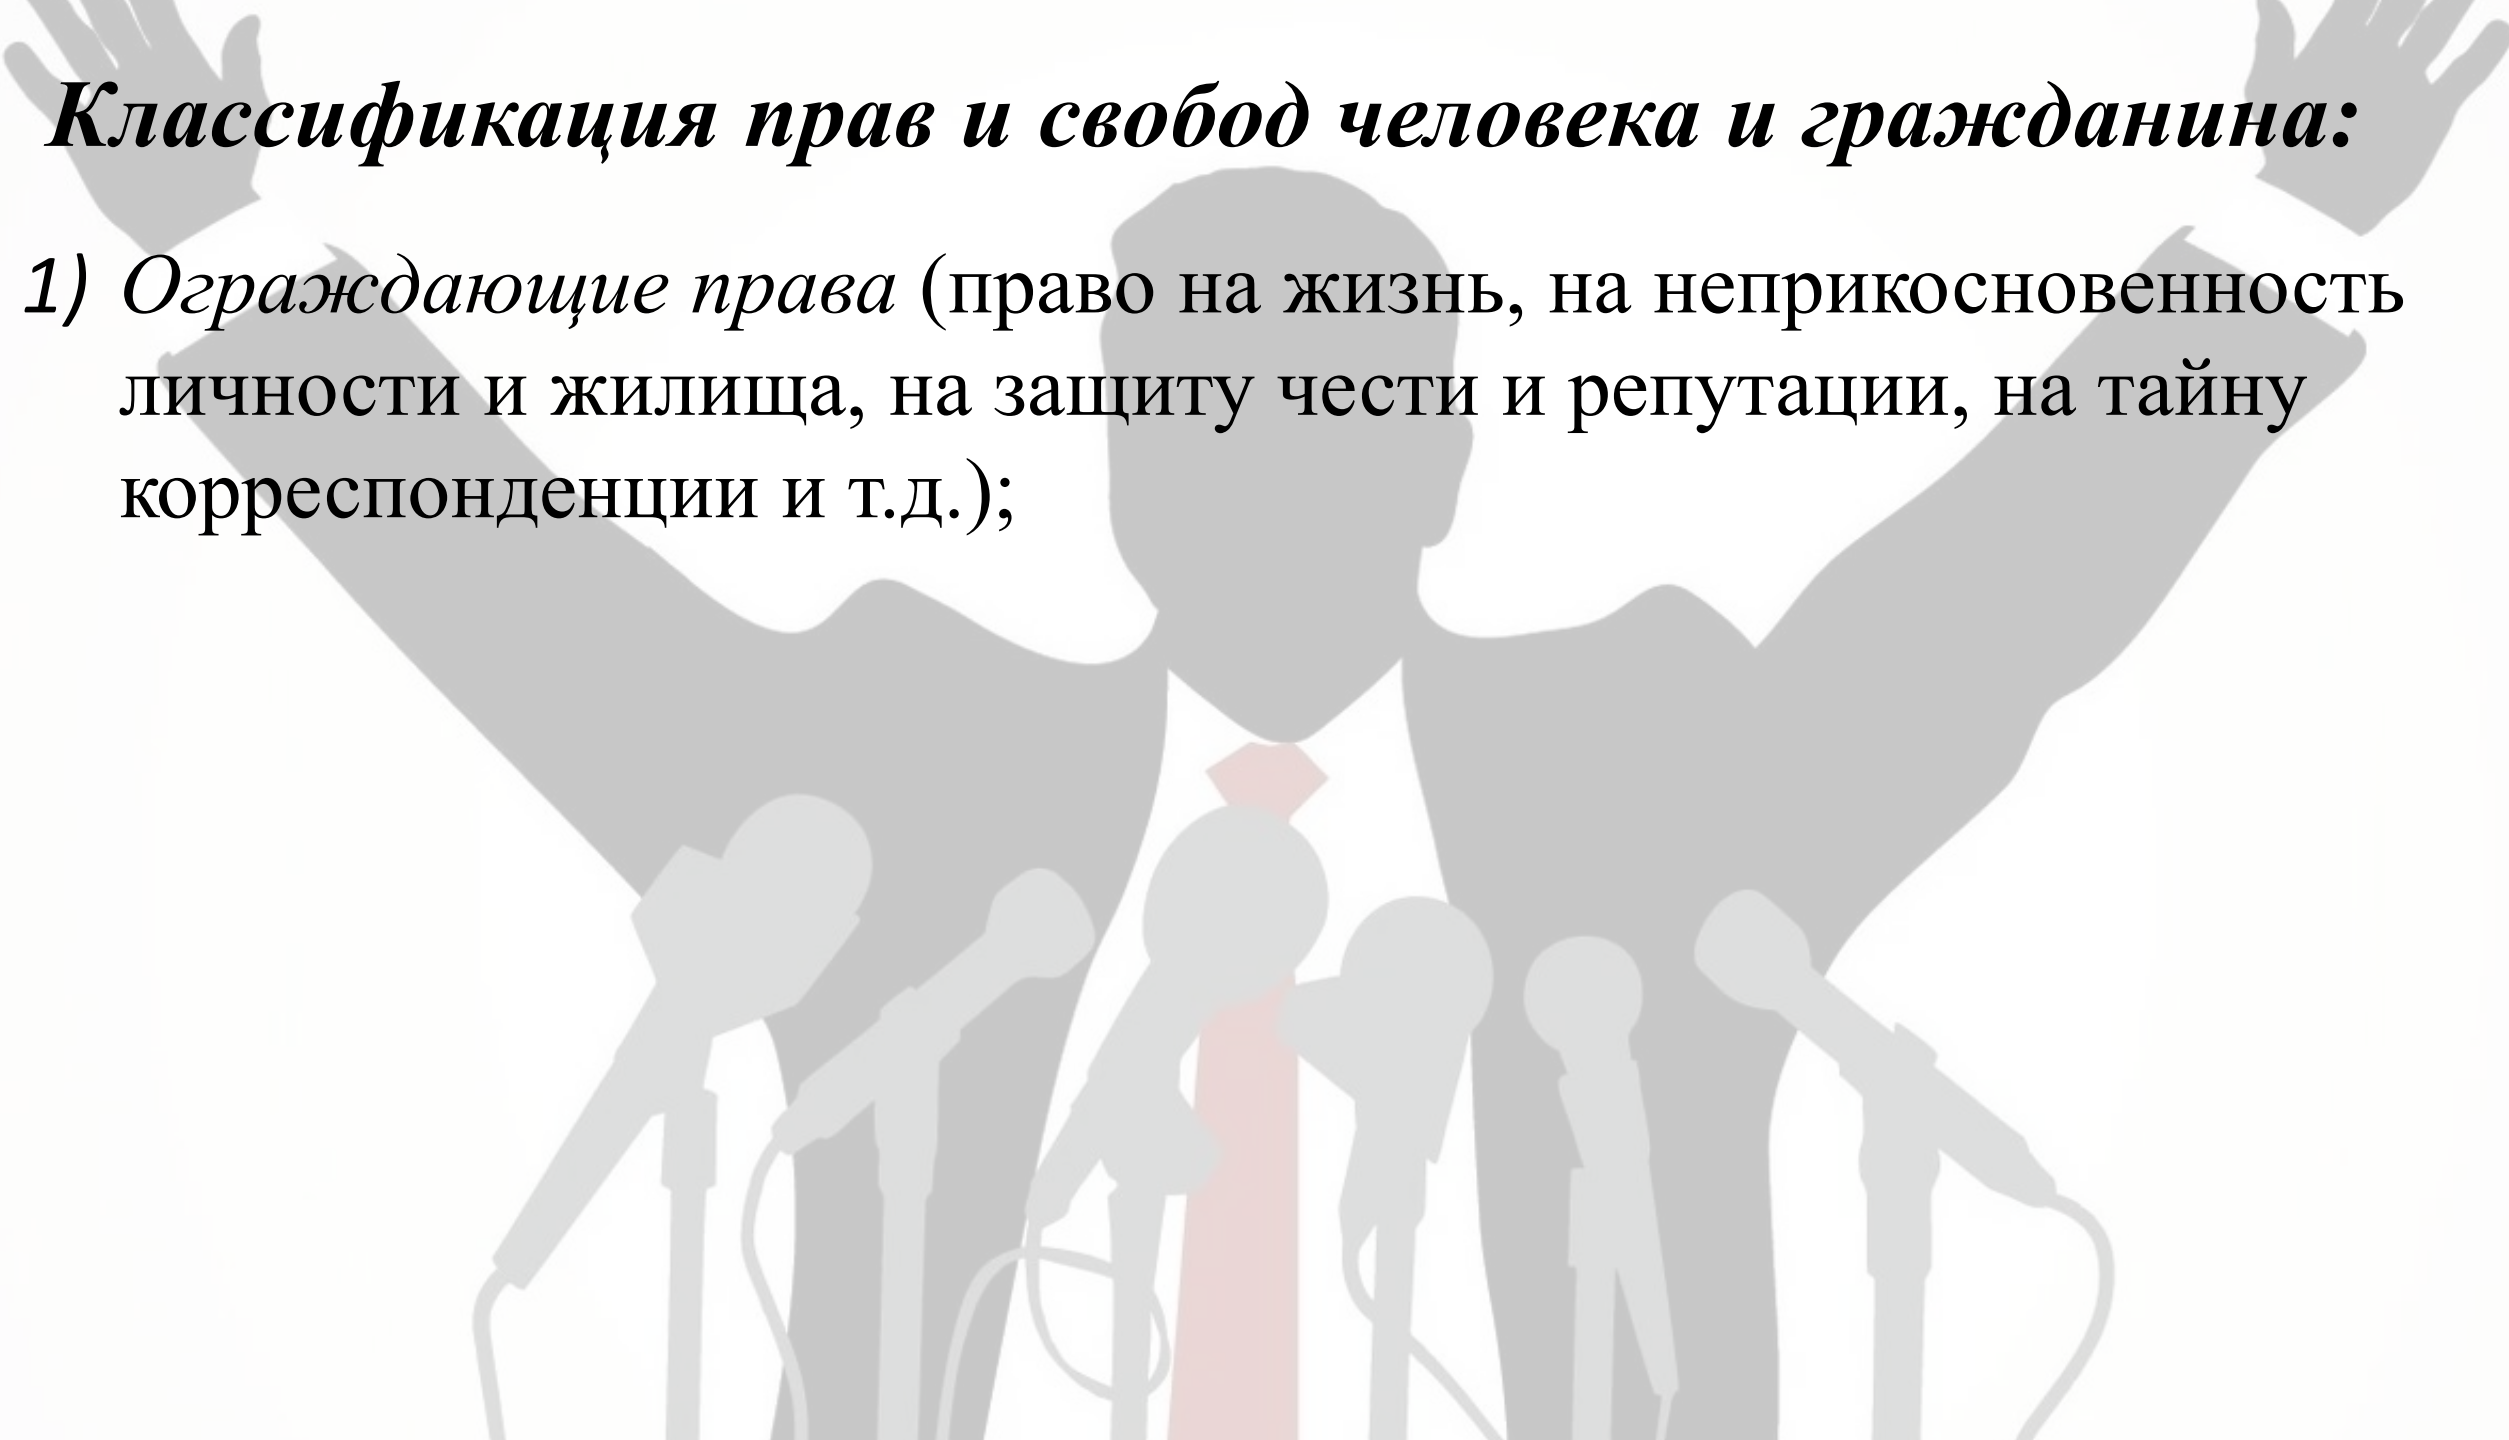 Классификация прав и свобод человека и гражданина:
1) Ограждающие права (право на жизнь, на неприкосновенность
личности и жилища, на защиту чести и репутации, на тайну
корреспонденции и т.д.);